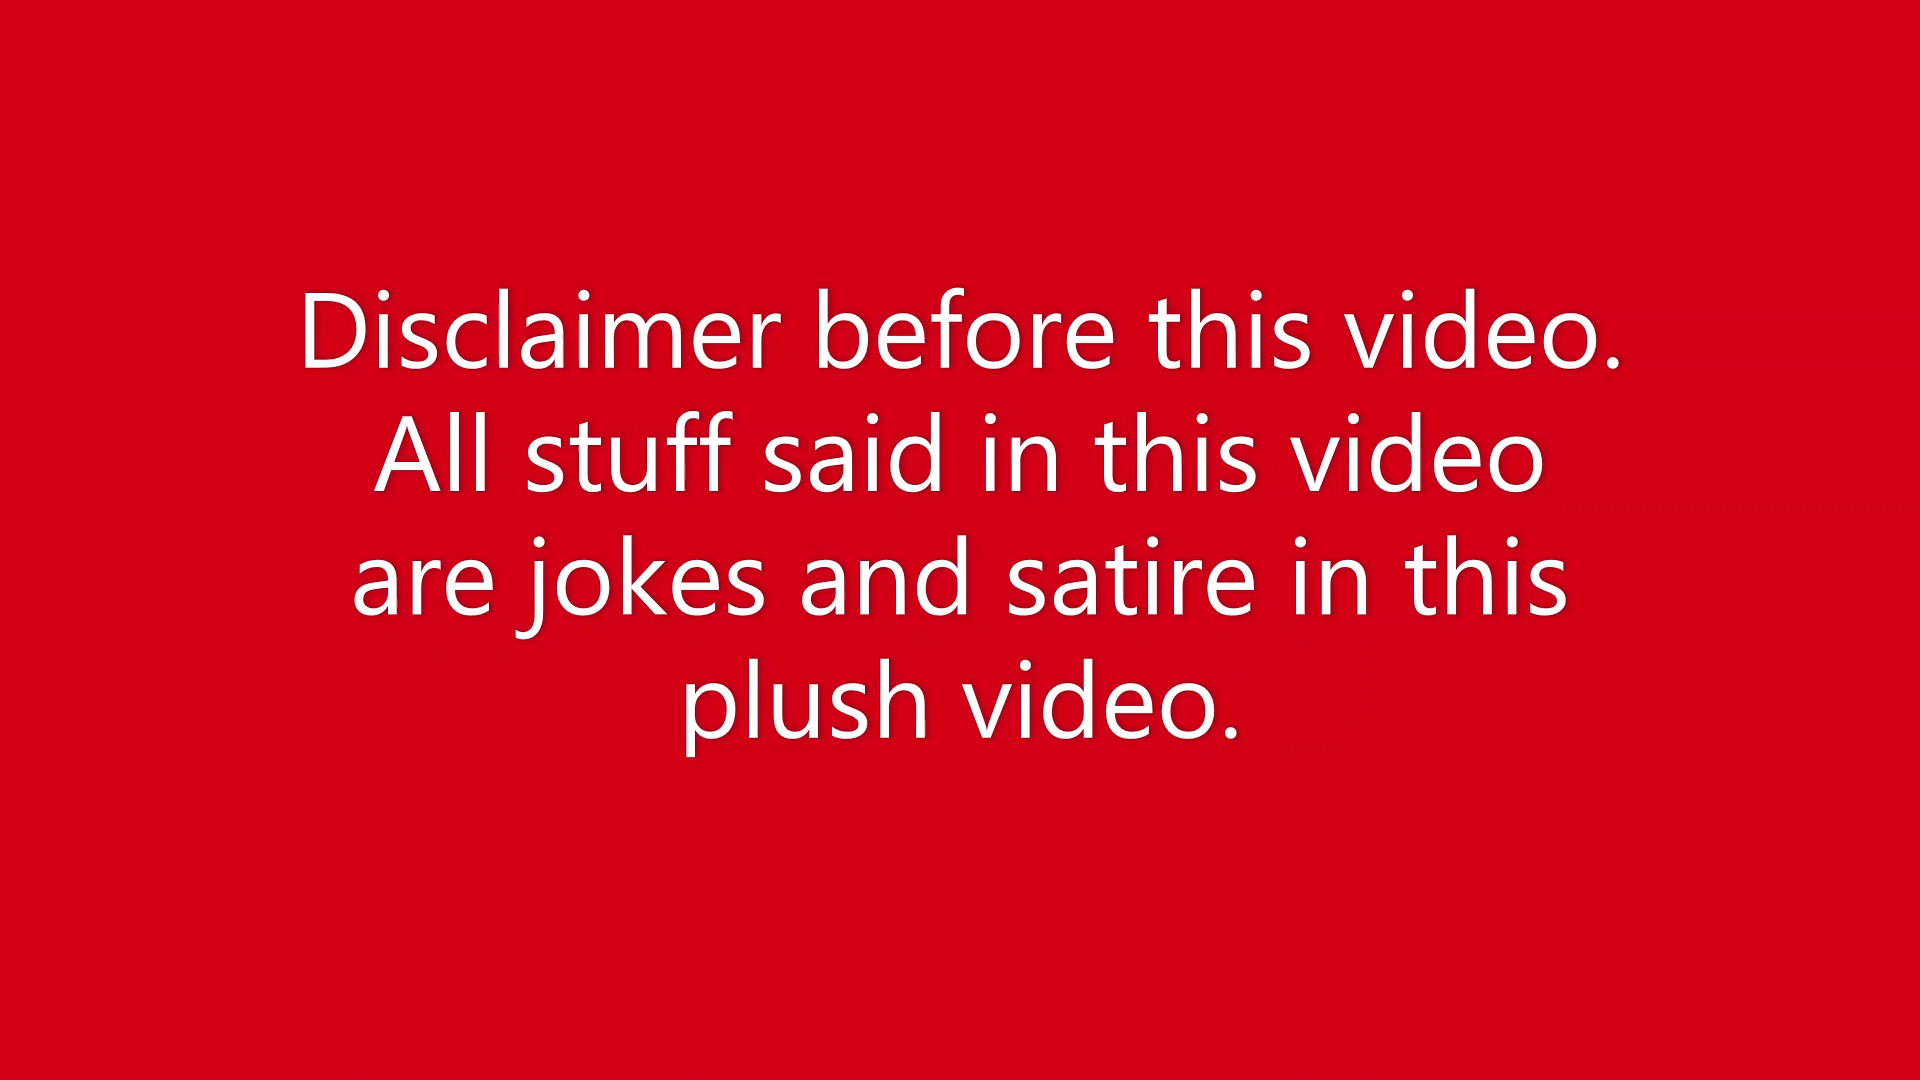 Disclaimer before this video.
All stuff said in this video
are jokes and satire in this
plush video.